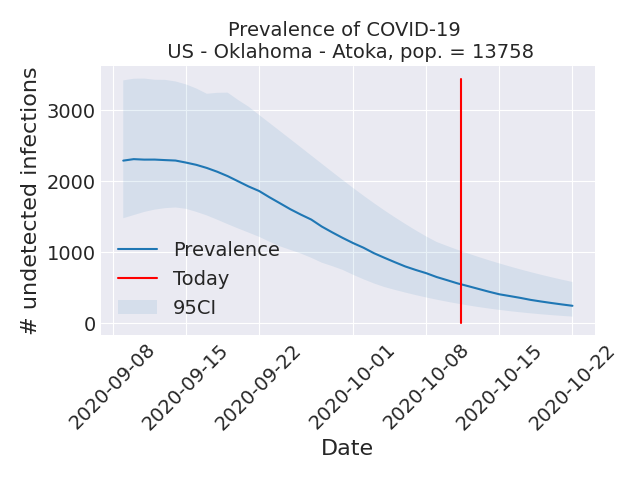 Prevalence of COVID-19
US - Oklahoma - Atoka, pop. = 13758
# undetected infections
3000
2000
1000
0
Prevalence
Today
95CI
2020-09-08
2020-09-15
2020-09-22
2020-10-01
2020-10-08
2020-10-15
2020-10-22
Date